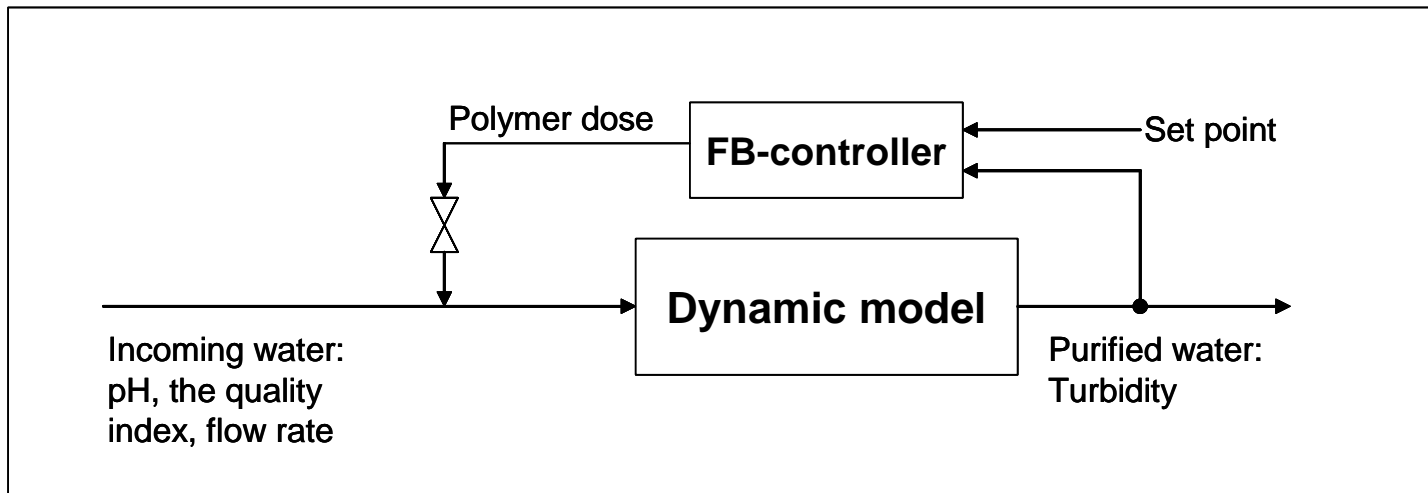 Polymer dose
FB-controller
Set point
Dynamic model
Incoming water:
pH, the quality
index, flow rate
Purified water:
Turbidity